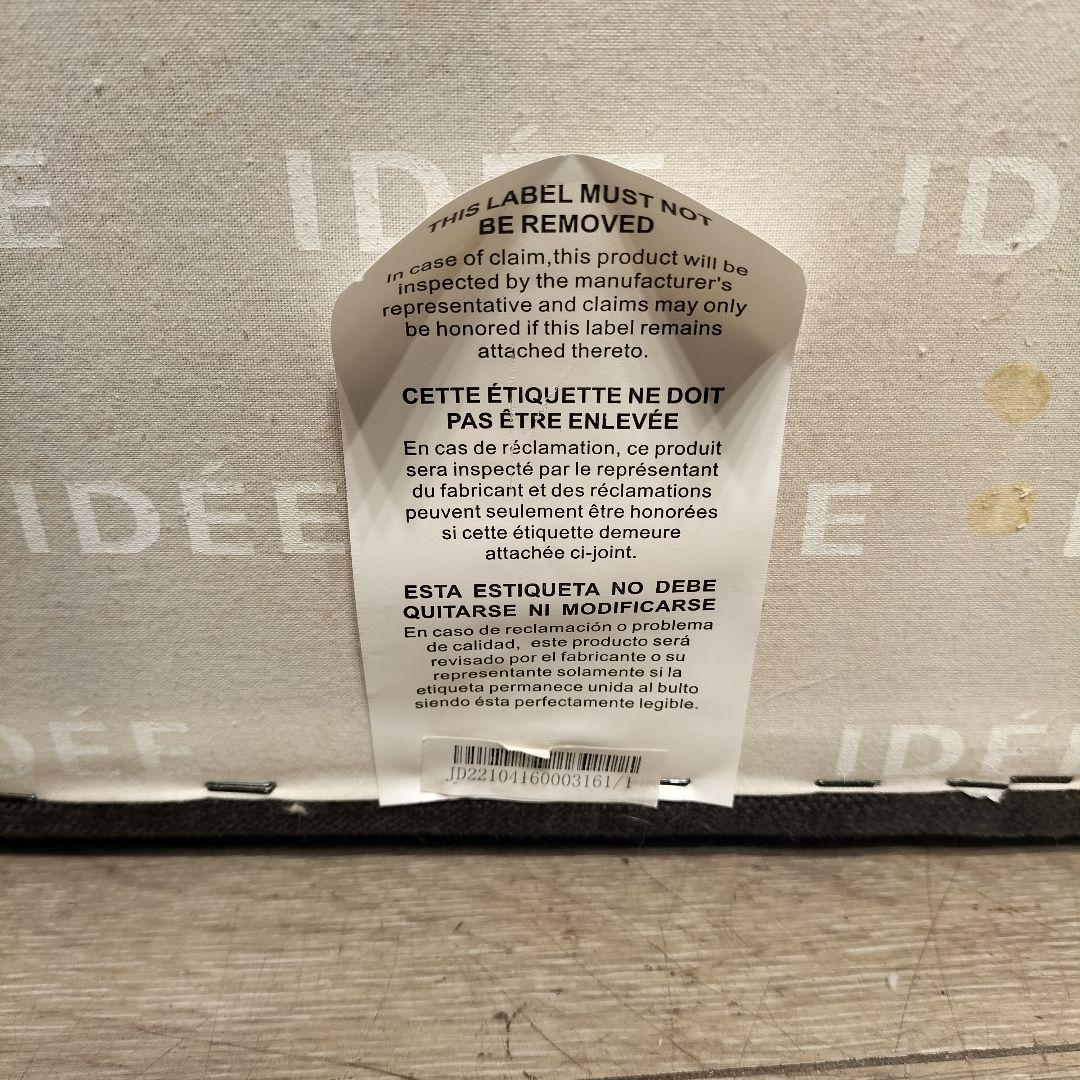 IDÉE
ID
THIS LABEL MUST NOT
BE REMOVED
In case of claim,this product will be
inspected by the manufacturer's
representative and claims may only
be honored if this label remains
attached thereto.
CETTE ÉTIQUETTE NE DOIT
PAS ÊTRE ENLEVÉE
En cas de réclamation, ce produit
sera inspecté par le représentant
du fabricant et des réclamations
peuvent seulement être honorées
si cette étiquette demeure
attachée ci-joint.
ESTA ESTIQUETA NO DEBE
QUITARSE NI MODIFICARSE
En caso de reclamación o problema
de calidad, este producto será
revisado por el fabricante o su
representante solamente si la
etiqueta permanece unida al bulto
siendo ésta perfectamente legible.
JD22104160003161/1
IDÉE
E
DÉE
IDÉE